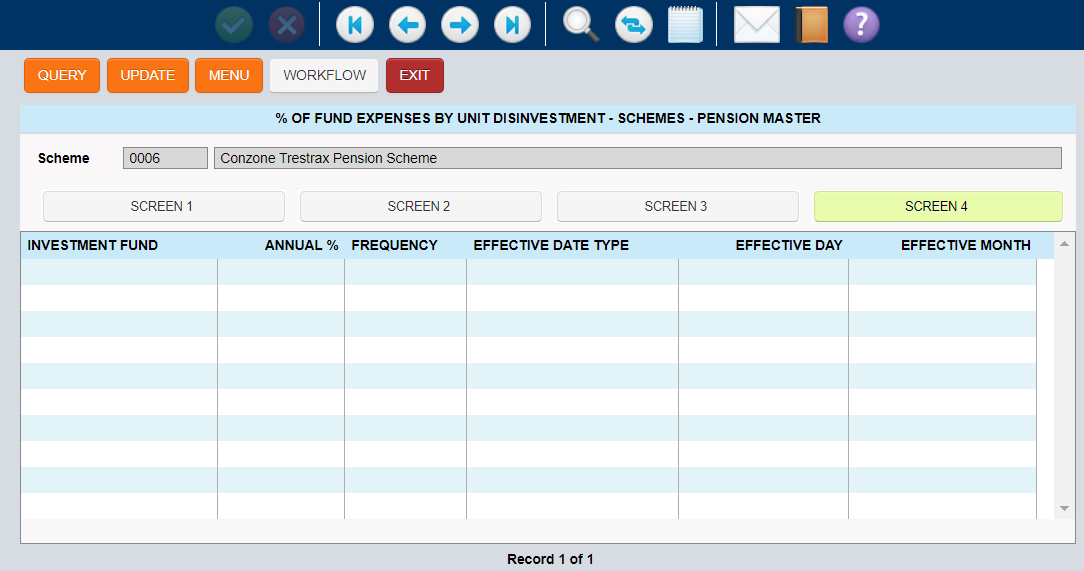 ?
QUERY UPDATE MENU WORKFLOW EXIT
% OF FUND EXPENSES BY UNIT DISINVESTMENT - SCHEMES - PENSION MASTER
Scheme 0006 Conzone Trestrax Pension Scheme
SCREEN 1 SCREEN 2 SCREEN 3 SCREEN 4
INVESTMENT FUND ANNUAL % FREQUENCY EFFECTIVE DATE TYPE EFFECTIVE DAY EFFECTIVE MONTH
Record 1 of 1